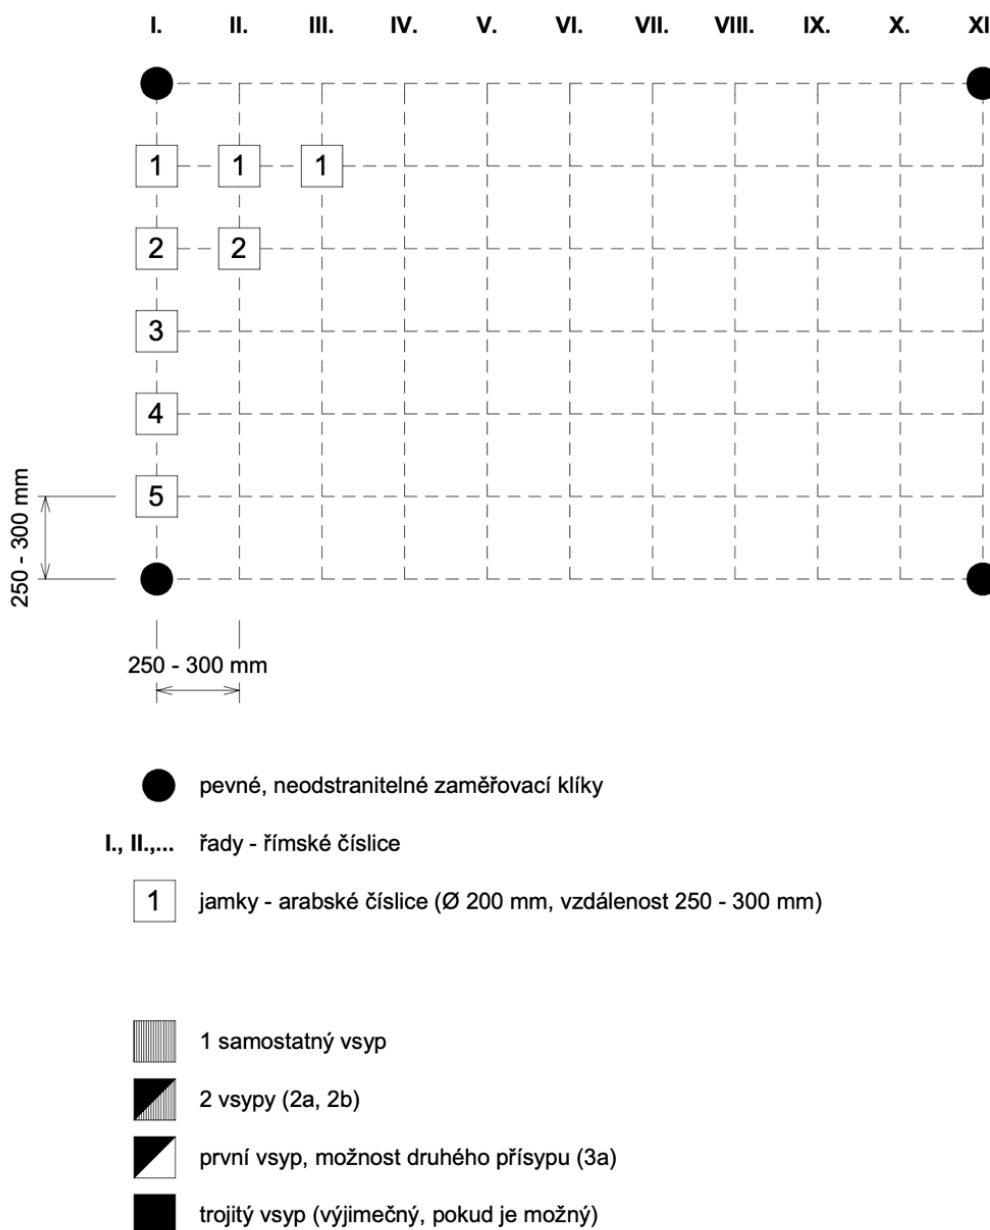 I. II. III. IV. V. VI. VII. VIII. IX. X. XI
1 1 1
2 2
3
4
5
250 - 300 mm
250 - 300 mm
pevné, neodstranitelné zaměřovací klíky
I., II.,... řady - římské číslice
1 jamky - arabské číslice (Ø 200 mm, vzdálenost 250 - 300 mm)
1 samostatný vsyp
2 vsypy (2a, 2b)
první vsyp, možnost druhého přísypu (3a)
trojitý vsyp (výjimečný, pokud je možný)